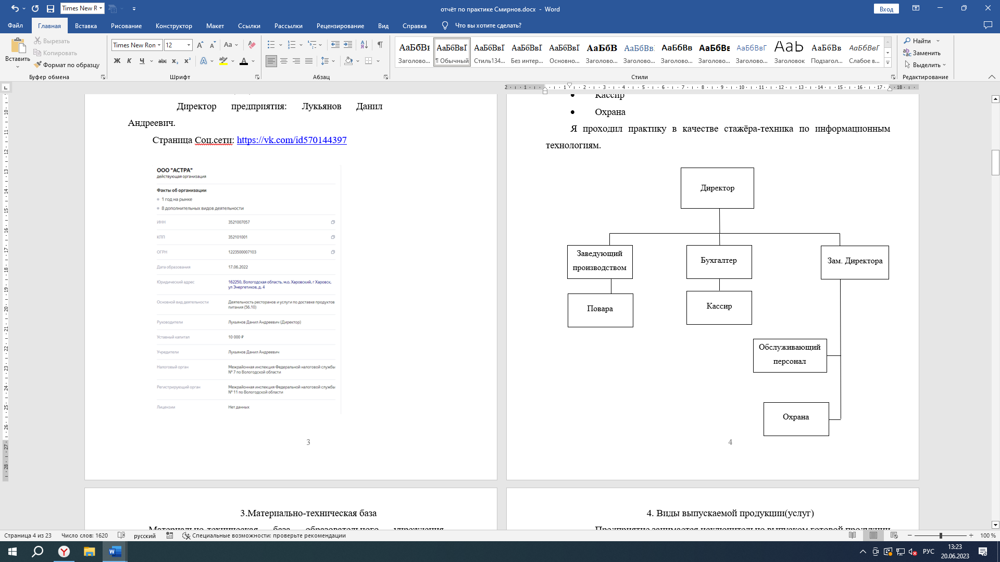 Times New R
отчёт по практике Смирнов.docx - Word
Вход
Файл
Главная
Вставка
Рисование
Конструктор
Макет
Ссылки
Рассылки
Рецензирование
Вид
Справка
Что вы хотите сделать?
Вставить
Вырезать
Копировать
Формат по образцу
Буфер обмена
Times New Ron
12
Шрифт
Абзац
АаБбВı
Заголово...
АаБбВвГ
¶ Обычный
АаБбВвГ
Стиль134...
АаБбВвГ
Без интер...
АаБбВвГ
Основно...
АаБбВ
Заголово...
АаБбВв
Заголово...
АаБбВв
Заголово...
АаБбВв
Заголово...
АаБбВвГ
Заголово...
АаЬ
Заголовок
АаБбВв
Подзагол...
АаБбВвГ
Слабое в...
Стили
Найти
Заменить
Выделить
Редактирование
Директор предприятия: Лукьянов Данил
Андреевич.
Страница Соц.сети: https://vk.com/id570144397
ООО "АСТРА"
действующая организация
Факты об организации
1 год на рынке
8 дополнительных видов деятельности
ИНН 3521007057
КПП 352101001
ОГРН 1223500007103
Дата образования 17.06.2022
Юридический адрес 162250, Вологодская область, м.о. Харовский, г Харовск,
ул Энергетиков, д. 4
Основной вид деятельности Деятельность ресторанов и услуги по доставке продуктов
питания (56.10)
Руководители Лукьянов Данил Андреевич (Директор)
Уставный капитал 10 000 ₽
Учредители Лукьянов Данил Андреевич
Налоговый орган Межрайонная инспекция Федеральной налоговой службы
№ 7 по Вологодской области
Регистрирующий орган Межрайонная инспекция Федеральной налоговой службы
№ 11 по Вологодской области
Лицензии Нет данных
3
Кассир
Охрана
Я проходил практику в качестве стажёра-техника по информационным
технологиям.
Директор
Заведующий
производством
Бухгалтер
Зам. Директора
Повара
Кассир
Обслуживающий
персонал
Охрана
4
3.Материально-техническая база
Материально-техническая база образовательного учреждения
4. Виды выпускаемой продукции(услуг)
Предприятие занимается исключительно выпуском готовой продукции
Страница 4 из 23
Число слов: 1620
русский
Специальные возможности: проверьте рекомендации
100 %
РУС
13:23
20.06.2023